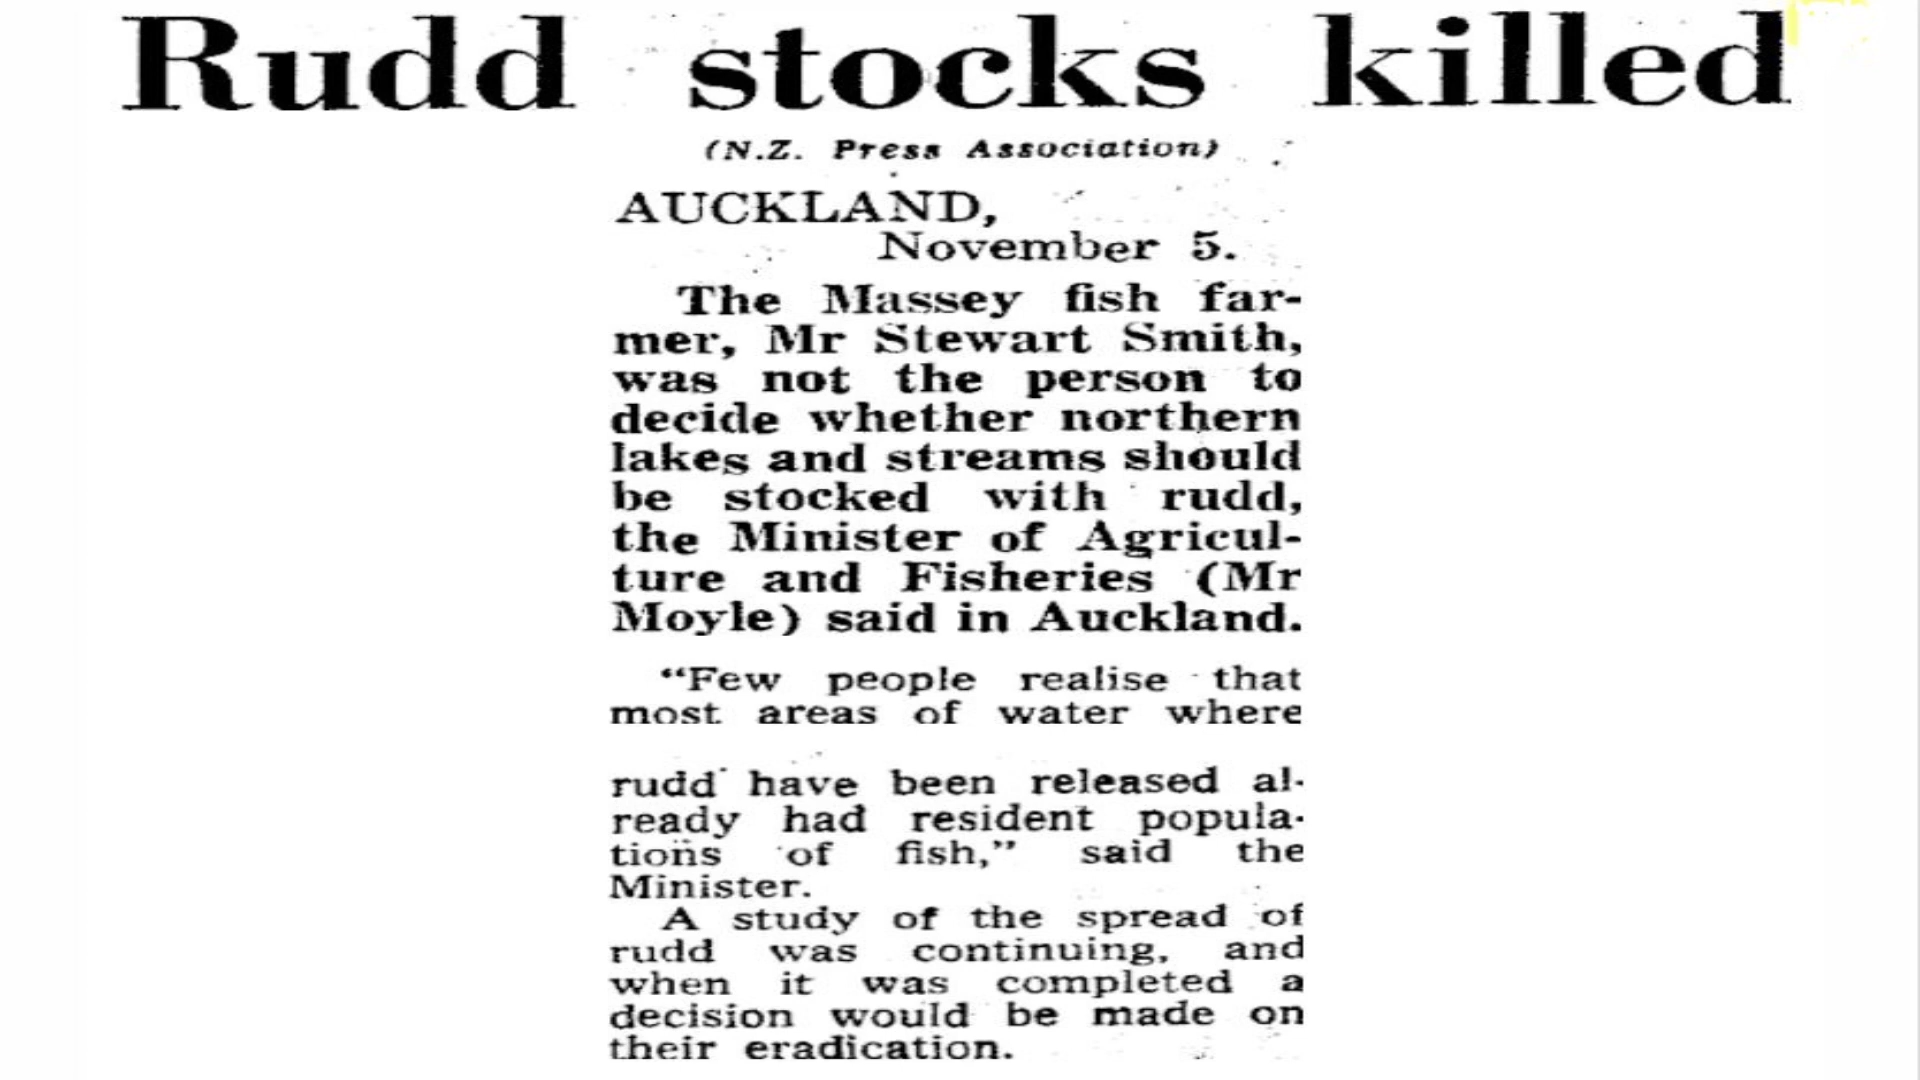 Rudd stocks killed
(N.Z. Press Association)
AUCKLAND,
November 5.
The Massey fish far-
mer, Mr Stewart Smith,
was not the person to
decide whether northern
lakes and streams should
be stocked with rudd,
the Minister of Agricul-
ture and Fisheries (Mr
Moyle) said in Auckland.
“Few people realise that
most areas of water where
rudd have been released al-
ready had resident popula-
tions of fish,” said the
Minister.
A study of the spread of
rudd was continuing, and
when it was completed a
decision would be made on
their eradication.